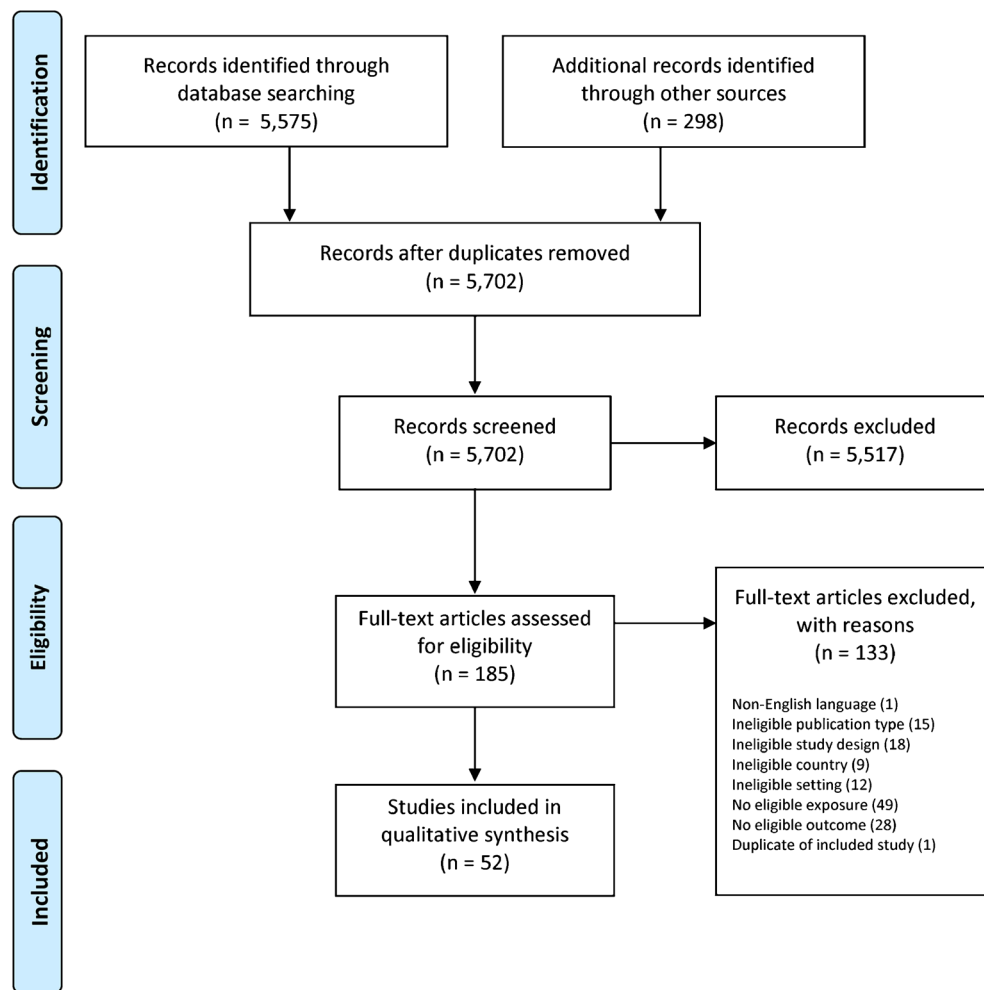 Identification
Records identified through
database searching
(n = 5,575)
Additional records identified
through other sources
(n = 298)
Records after duplicates removed
(n = 5,702)
Screening
Records screened
(n = 5,702)
Records excluded
(n = 5,517)
Eligibility
Full-text articles assessed
for eligibility
(n = 185)
Full-text articles excluded,
with reasons
(n = 133)
Non-English language (1)
Ineligible publication type (15)
Ineligible study design (18)
Ineligible country (9)
Ineligible setting (12)
No eligible exposure (49)
No eligible outcome (28)
Duplicate of included study (1)
Included
Studies included in
qualitative synthesis
(n = 52)